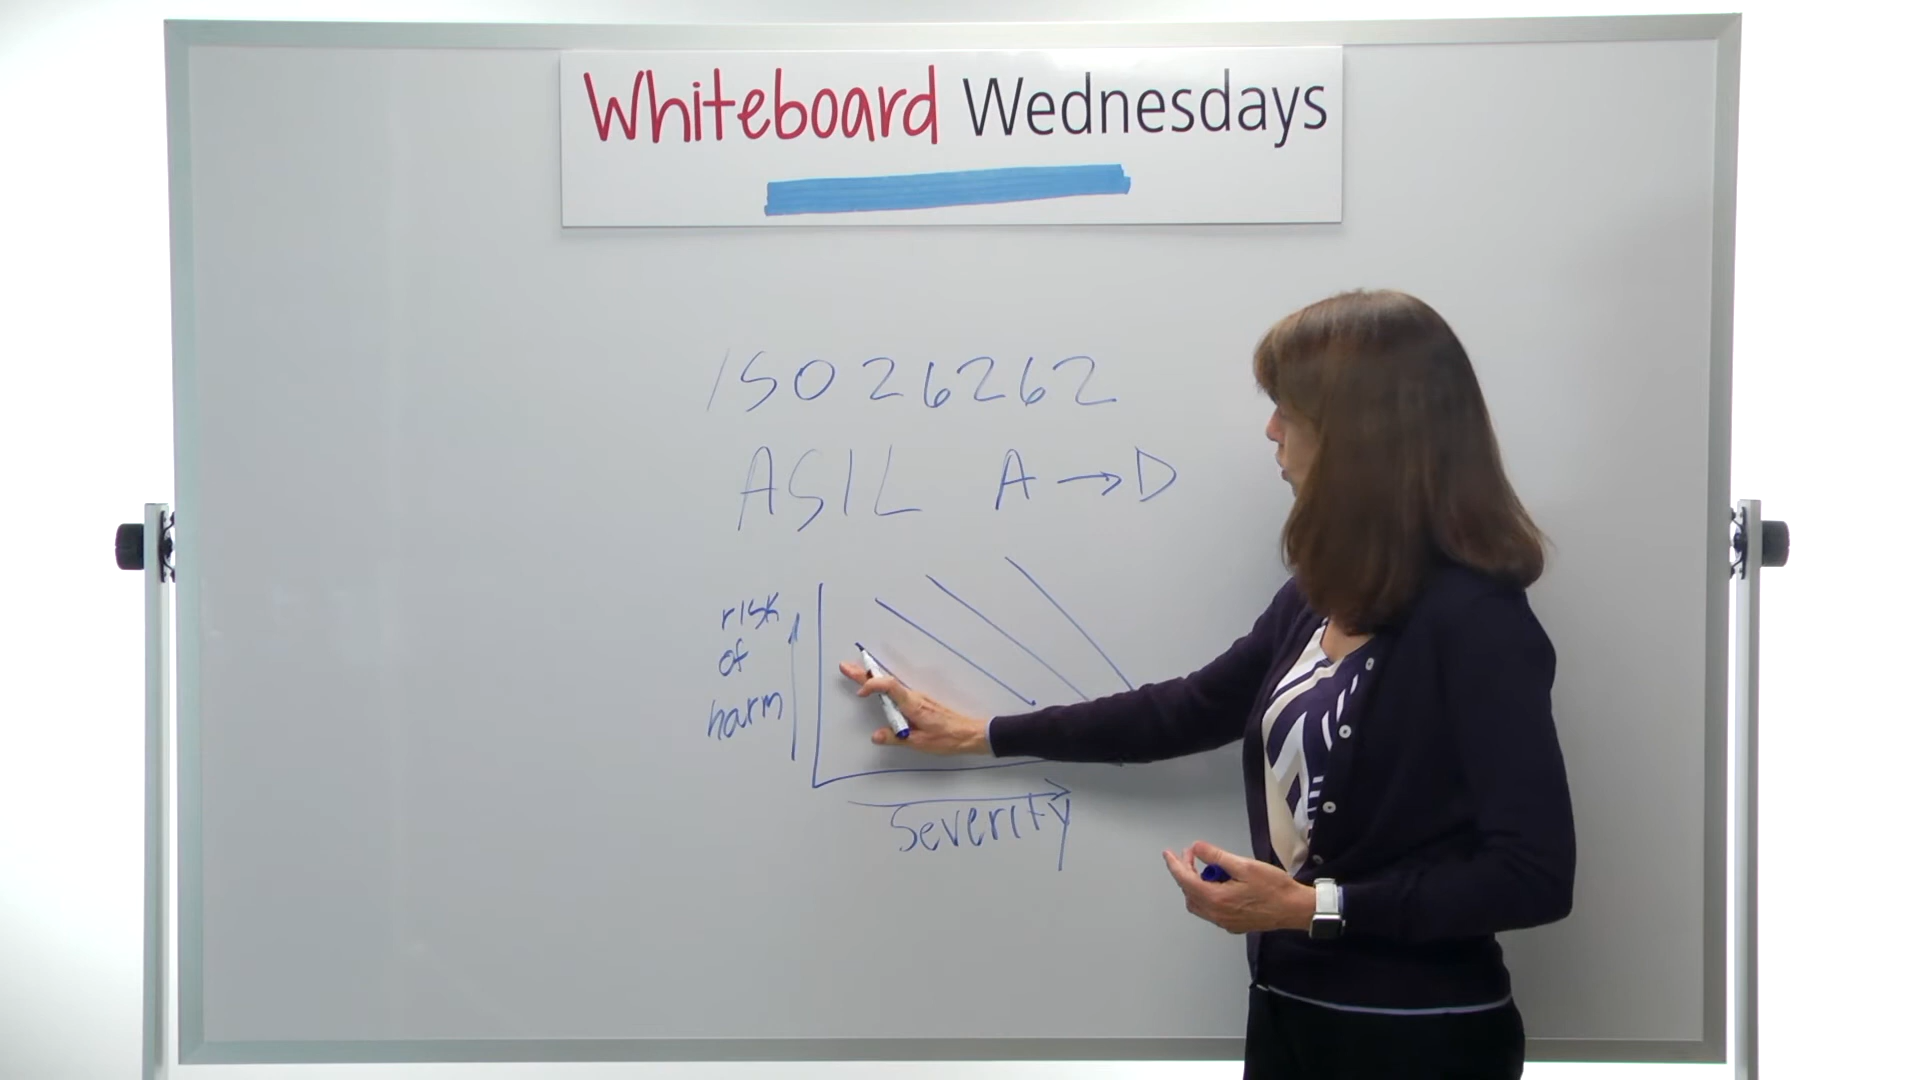 Whiteboard Wednesdays
ISO 26262
ASIL A → D
risk
of
harm
Severity